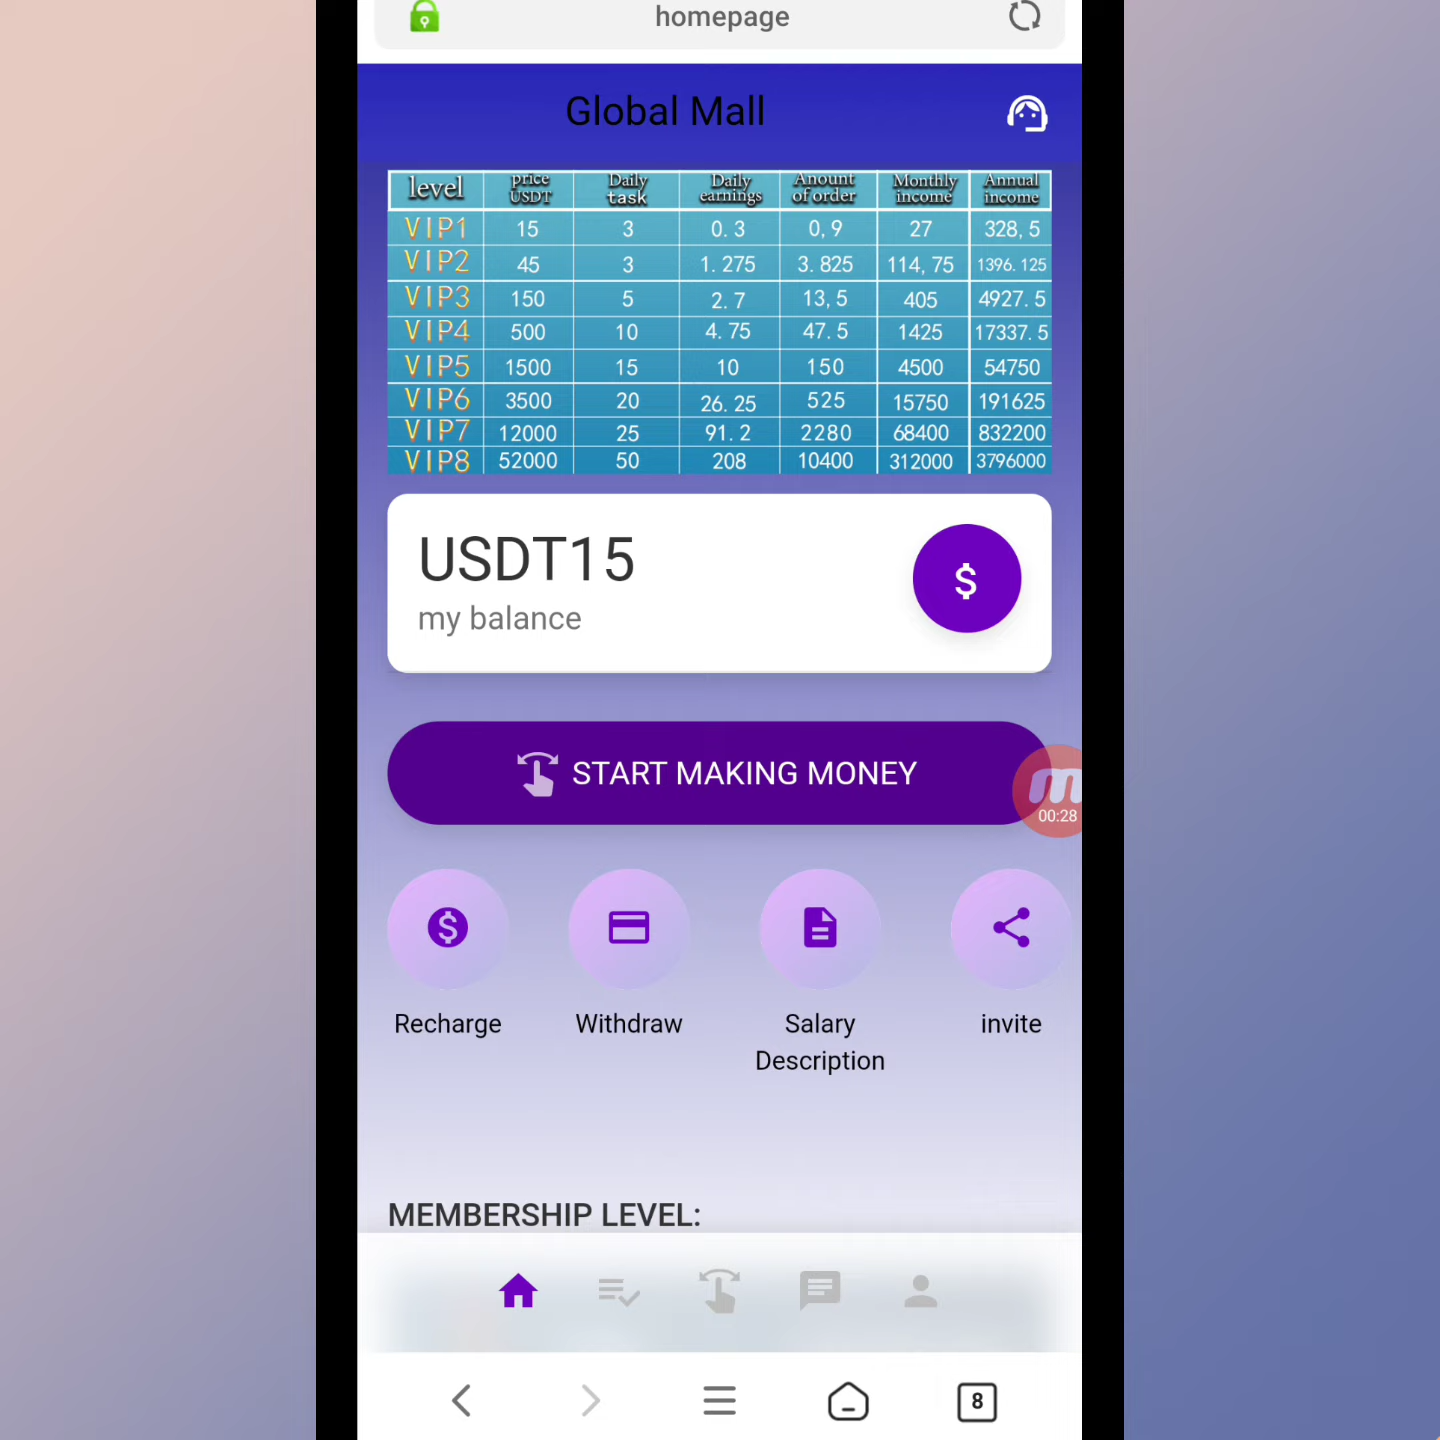 homepage
Global Mall
level price USDT Daily task Daily earnings Anount of order Monthly income Annual income
VIP1 15 3 0.3 0,9 27 328,5
VIP2 45 3 1.275 3.825 114,75 1396.125
VIP3 150 5 2.7 13,5 405 4927.5
VIP4 500 10 4.75 47.5 1425 17337.5
VIP5 1500 15 10 150 4500 54750
VIP6 3500 20 26.25 525 15750 191625
VIP7 12000 25 91.2 2280 68400 832200
VIP8 52000 50 208 10400 312000 3796000
USDT15
my balance
$
START MAKING MONEY
m
00:28
$
Recharge Withdraw Salary Description invite
MEMBERSHIP LEVEL:
8